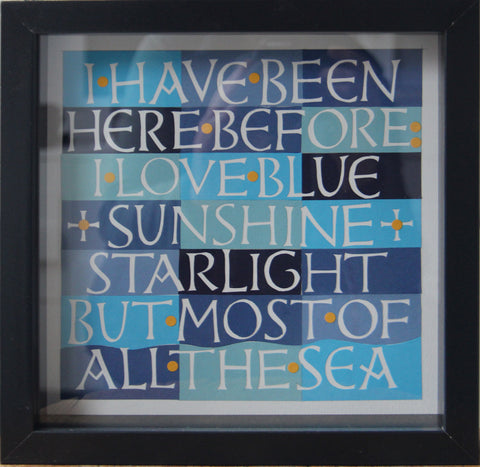 I·HAVE·BEEN
HERE·BEFORE:
I·LOVE·BLUE
+SUNSHINE+
STARLIGHT
BUT·MOST·OF
ALL·THE·SEA